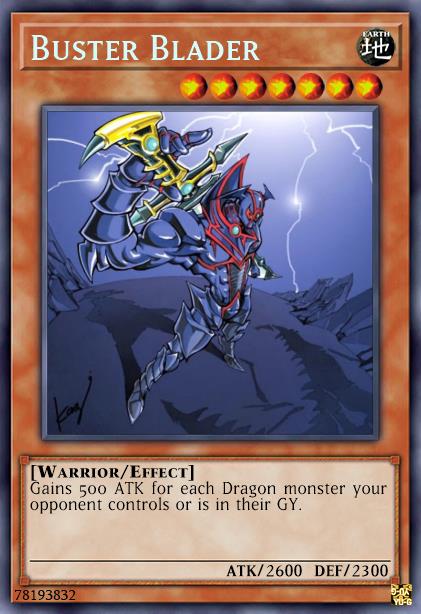 BUSTER BLADER
EARTH
地
[WARRIOR/EFFECT]
Gains 500 ATK for each Dragon monster your
opponent controls or is in their GY.
ATK/2600 DEF/2300
78193832